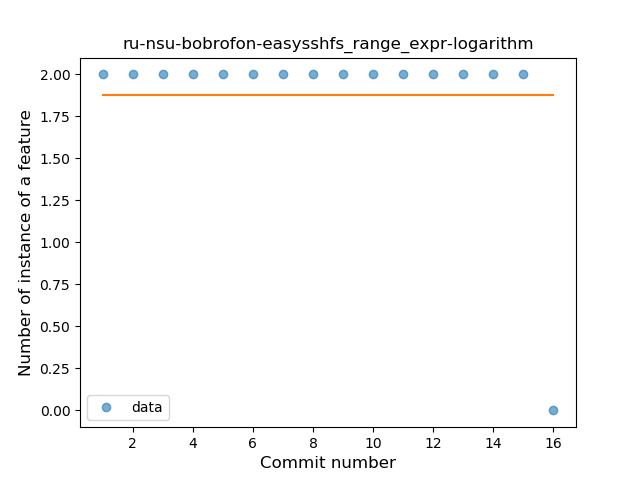 ru-nsu-bobrofon-easysshfs_range_expr-logarithm
Number of instance of a feature
2.00
1.75
1.50
1.25
1.00
0.75
0.50
0.25
0.00
data
2 4 6 8 10 12 14 16
Commit number